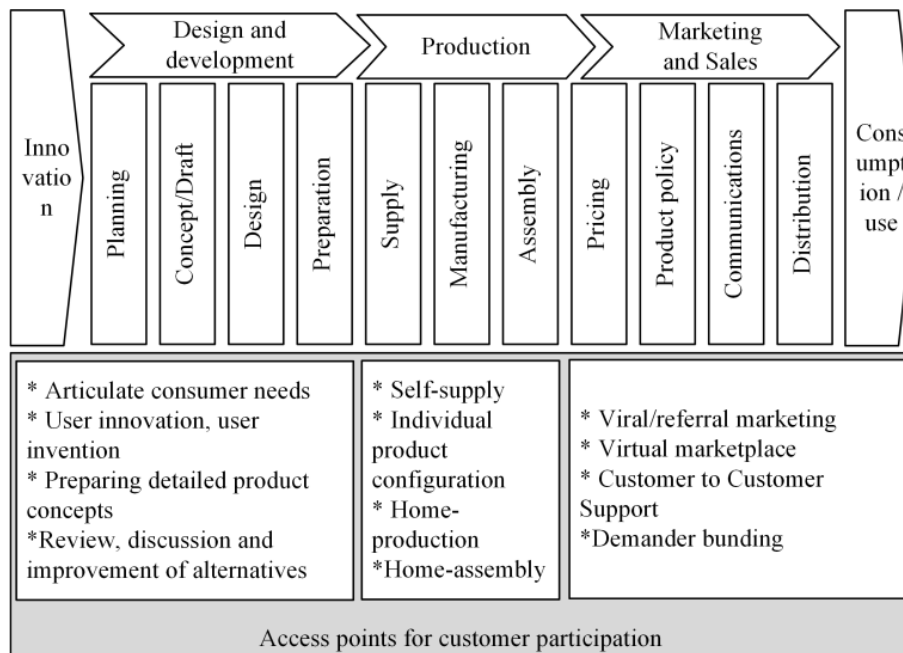 Design and
development
Production
Marketing
and Sales
Inno
vatio
n
Planning
Concept/Draft
Design
Preparation
Supply
Manufacturing
Assembly
Pricing
Product policy
Communications
Distribution
Cons
umpt
ion /
use
* Articulate consumer needs
* User innovation, user
invention
* Preparing detailed product
concepts
*Review, discussion and
improvement of alternatives
* Self-supply
* Individual
product
configuration
* Home-
production
*Home-assembly
* Viral/referral marketing
* Virtual marketplace
* Customer to Customer
Support
*Demander bunding
Access points for customer participation